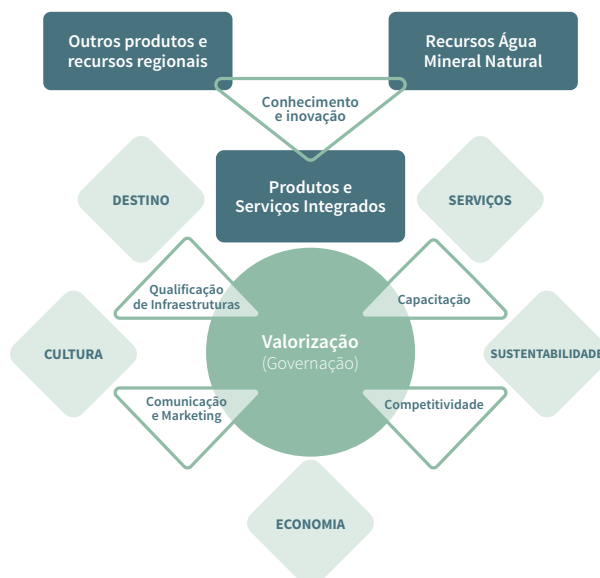 Outros produtos e
recursos regionais
Recursos Água
Mineral Natural
Conhecimento
e inovação
Produtos e
Serviços Integrados
DESTINO
SERVIÇOS
Qualificação
de Infraestruturas
Capacitação
Valorização
(Governação)
CULTURA
SUSTENTABILIDADE
Comunicação
e Marketing
Competitividade
ECONOMIA